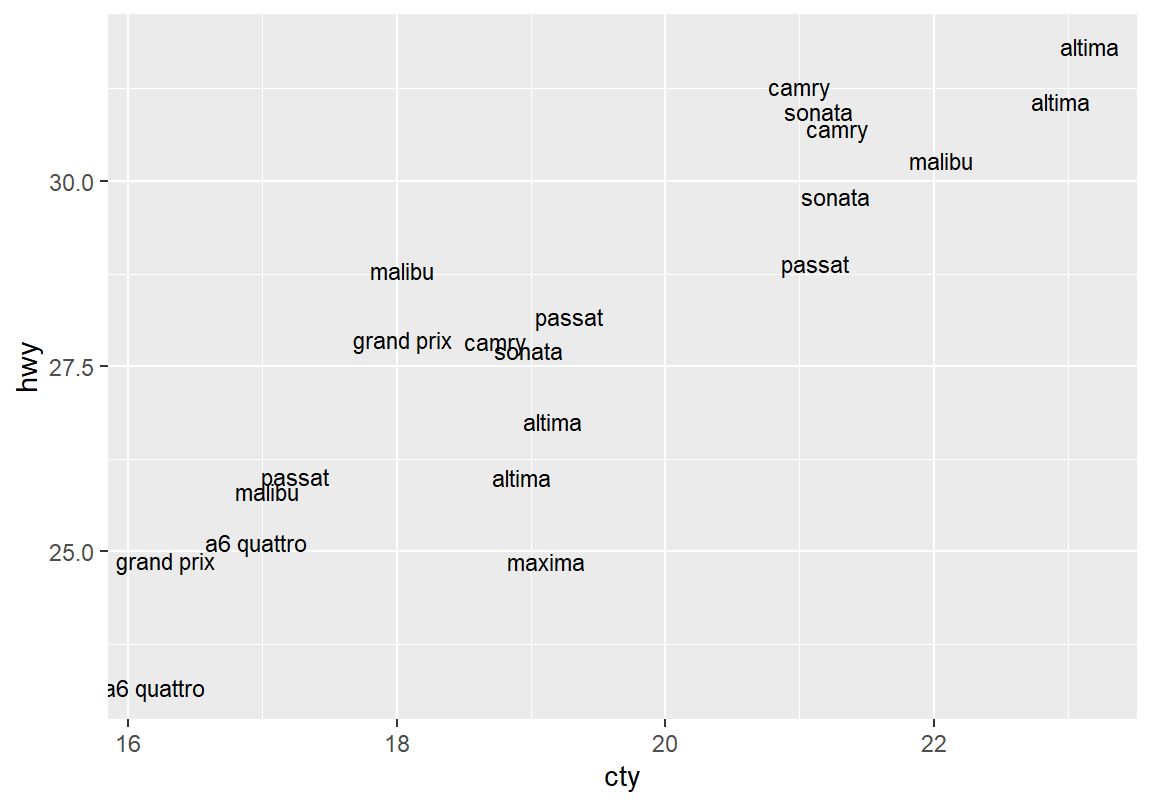 altima
camry
altima
sonata
camry
malibu
30.0
sonata
passat
malibu
passat
grand prix
camry
sonata
hwy
27.5
altima
passat
altima
malibu
a6 quattro
25.0
grand prix
maxima
a6 quattro
16 18 20 22
cty